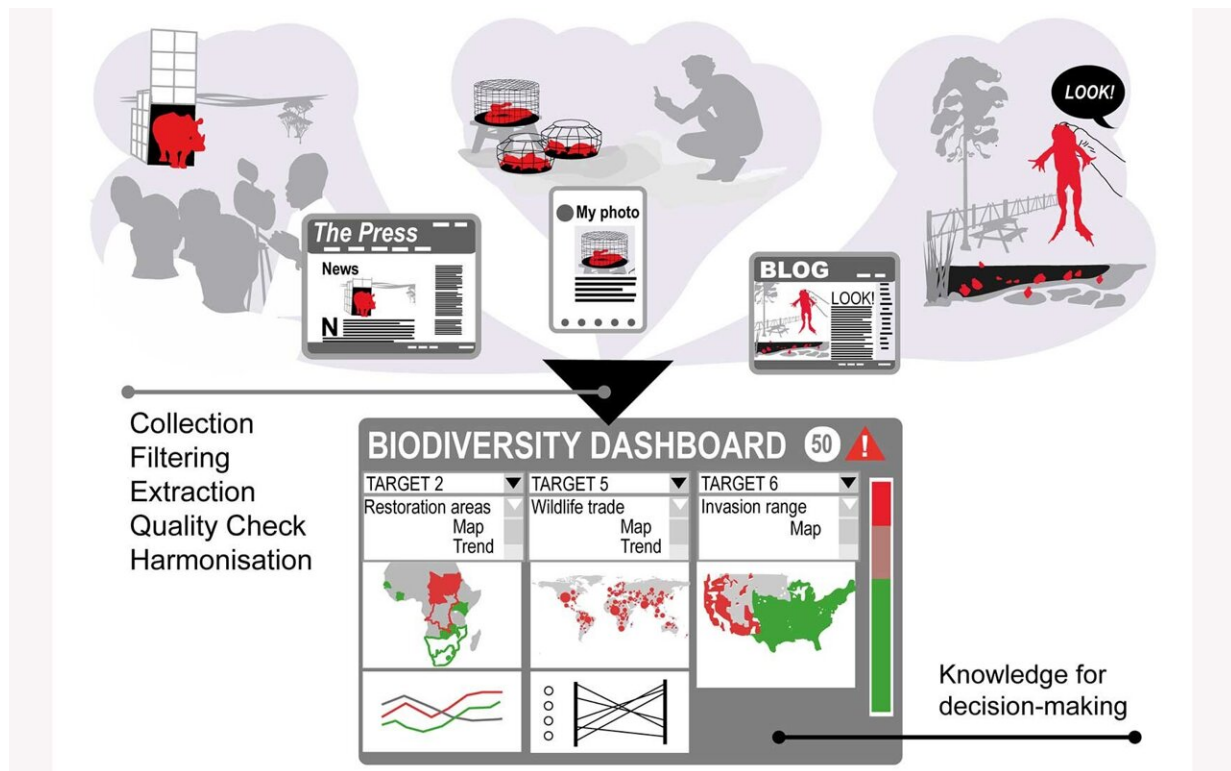 LOOK!
The Press
News
N
My photo
BLOG
LOOK!
Collection
Filtering
Extraction
Quality Check
Harmonisation
BIODIVERSITY DASHBOARD 50 !
TARGET 2
Restoration areas
Map
Trend
TARGET 5
Wildlife trade
Map
Trend
TARGET 6
Invasion range
Map
Knowledge for
decision-making